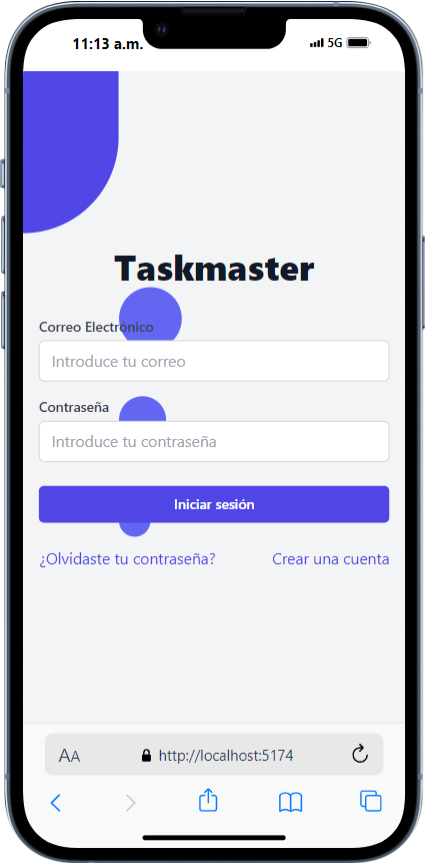 11:13 a.m.
5G
Taskmaster
Correo Electrónico
Introduce tu correo
Contraseña
Introduce tu contraseña
Iniciar sesión
¿Olvidaste tu contraseña? Crear una cuenta
AA http://localhost:5174